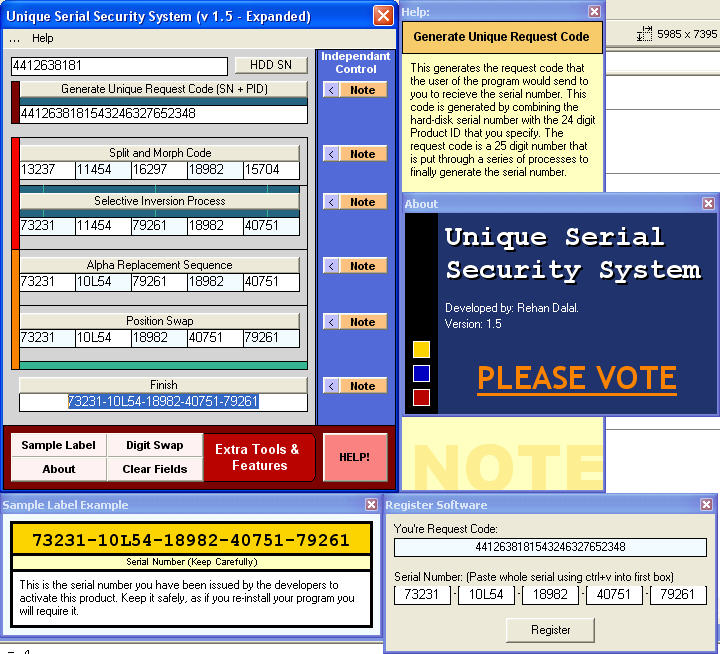 Unique Serial Security System (v 1.5 - Expanded)
... Help
4412638181 HDD SN
Generate Unique Request Code (SN + PID)
4412638181543246327652348
Split and Morph Code
13237 11454 16297 18982 15704
Selective Inversion Process
73231 11454 79261 18982 40751
Alpha Replacement Sequence
73231 10L54 79261 18982 40751
Position Swap
73231 10L54 18982 40751 79261
Finish
73231-10L54-18982-40751-79261
Independant
Control
< Note
< Note
< Note
< Note
< Note
< Note
Sample Label Digit Swap
About Clear Fields
Extra Tools &
Features
HELP!
Help:
Generate Unique Request Code
This generates the request code that
the user of the program would send to
you to recieve the serial number. This
code is generated by combining the
hard-disk serial number with the 24 digit
Product ID that you specify. The
request code is a 25 digit number that
is put through a series of processes to
finally generate the serial number.
NOTE
5985 x 7395
About
Unique Serial
Security System
Developed by: Rehan Dalal.
Version: 1.5
PLEASE VOTE
Sample Label Example
73231-10L54-18982-40751-79261
Serial Number (Keep Carefully)
This is the serial number you have been issued by the developers to
activate this product. Keep it safely, as if you re-install your program you
will require it.
Register Software
You're Request Code:
4412638181543246327652348
Serial Number: (Paste whole serial using ctrl+v into first box)
73231 - 10L54 - 18982 - 40751 - 79261
Register